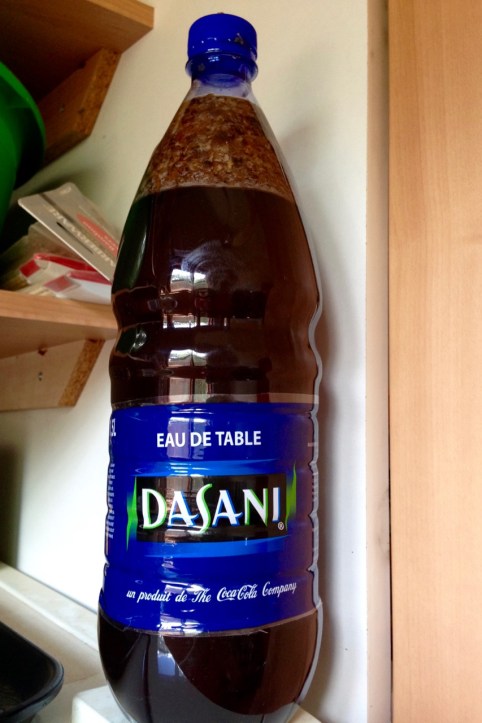 EAU DE TABLE
DASANI®
un produit de The Coca-Cola Company